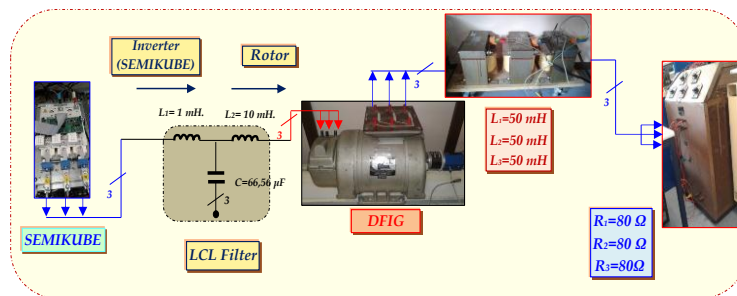 Inverter
(SEMIKUBE)
Rotor
L₁= 1 mH.
L₂= 10 mH.
C=66,56 µF
3
3
3
3
3
SEMIKUBE
LCL Filter
DFIG
L₁=50 mH
L₂=50 mH
L₃=50 mH
R₁=80 Ω
R₂=80 Ω
R₃=80Ω